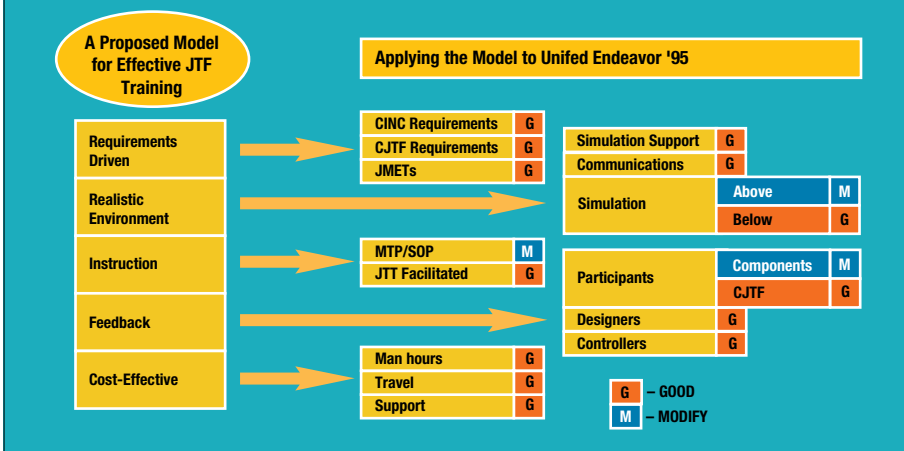 A Proposed Model
for Effective JTF
Training
Applying the Model to Unifed Endeavor '95
Requirements
Driven
CINC Requirements G
CJTF Requirements G
JMETs G
Realistic
Environment
Simulation Support G
Communications G
Simulation
Above M
Below G
Instruction
MTP/SOP M
JTT Facilitated G
Feedback
Participants
Components M
CJTF G
Designers G
Controllers G
Cost-Effective
Man hours G
Travel G
Support G
G – GOOD
M – MODIFY